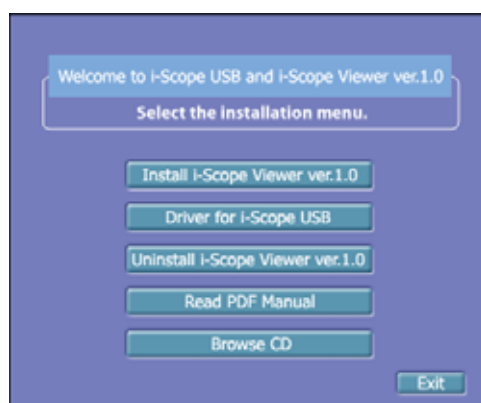 Welcome to i-Scope USB and i-Scope Viewer ver.1.0
Select the installation menu.
Install i-Scope Viewer ver.1.0
Driver for i-Scope USB
Uninstall i-Scope Viewer ver.1.0
Read PDF Manual
Browse CD
Exit